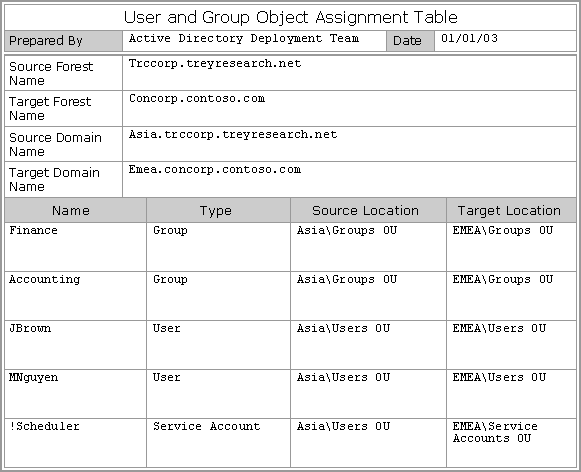 User and Group Object Assignment Table
Prepared By Active Directory Deployment Team Date 01/01/03
Source Forest Name Trccorp.treyresearch.net
Target Forest Name Concorp.contoso.com
Source Domain Name Asia.trccorp.treyresearch.net
Target Domain Name Emea.concorp.contoso.com
Name Type Source Location Target Location
Finance Group Asia\Groups OU EMEA\Groups OU
Accounting Group Asia\Groups OU EMEA\Groups OU
JBrown User Asia\Users OU EMEA\Users OU
MNguyen User Asia\Users OU EMEA\Users OU
!Scheduler Service Account Asia\Users OU EMEA\Service
Accounts OU